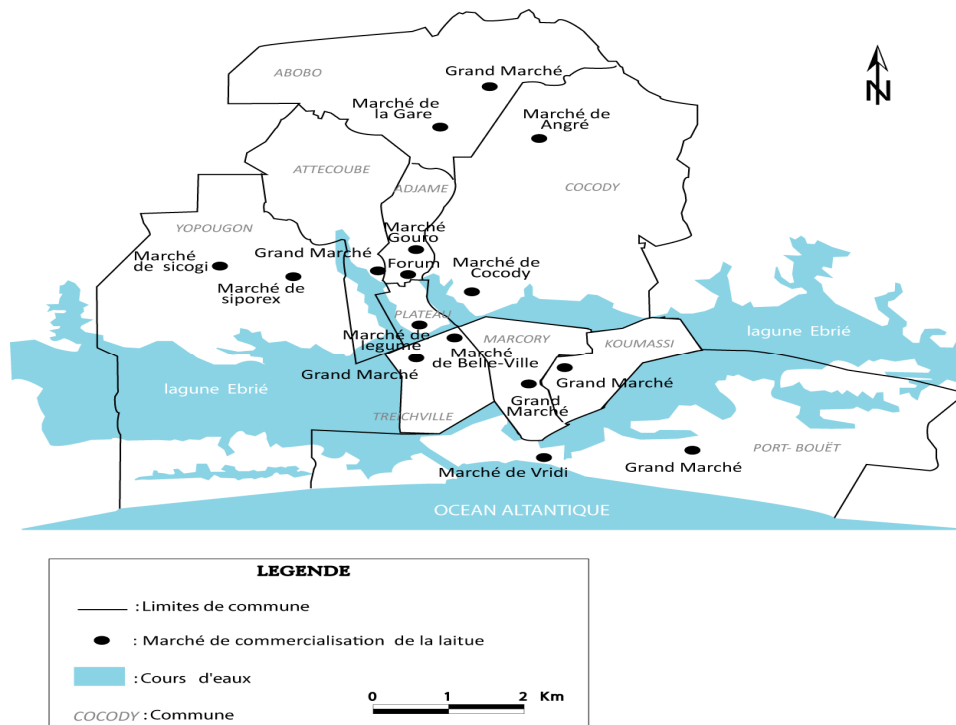 ABOBO
Grand Marché
N
Marché de
la Gare
Marché de
Angré
ATTECOUBE
ADJAME
COCODY
YOPOUGON
Marché
Gouro
Marché
de sicogi
Grand Marché
Forum
Marché de
Cocody
Marché de
siporex
PLATEAU
Marché de
legume
MARCORY
KOUMASSI
lagune Ebrié
Marché
de Belle-Ville
Grand Marché
Grand Marché
lagune Ebrié
Grand
Marché
TREICHVILLE
PORT- BOUËT
Marché de Vridi
Grand Marché
OCEAN ALTANTIQUE
LEGENDE
: Limites de commune
: Marché de commercialisation de la laitue
: Cours d'eaux
COCODY : Commune
0 1 2 Km